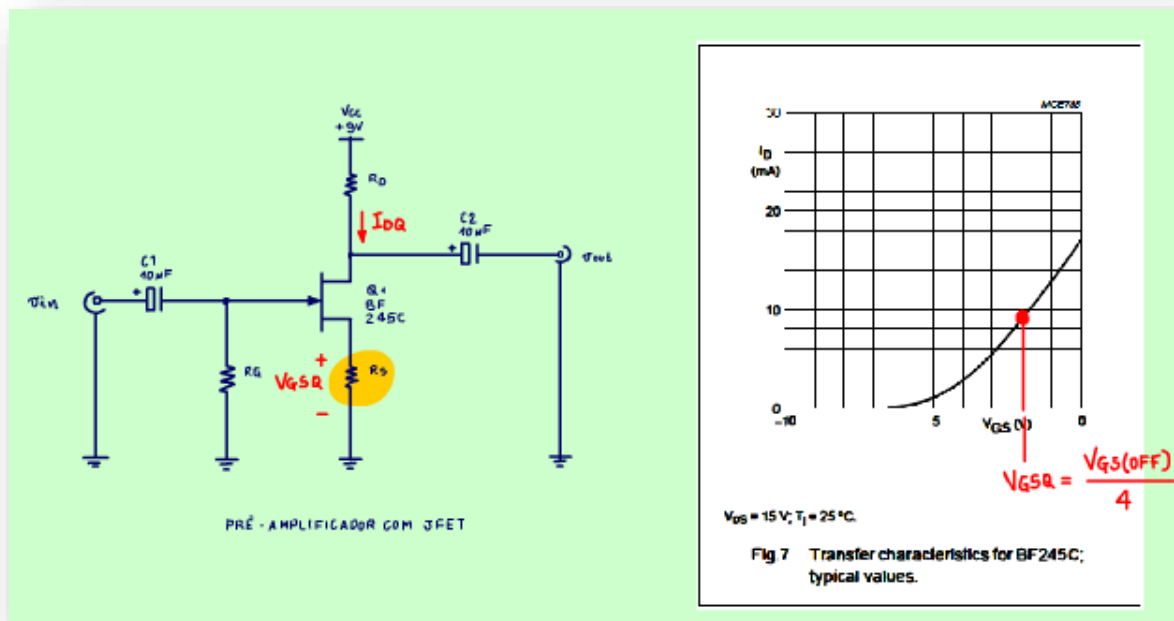 Vcc
+9V
RD
IDQ
C2
10µF
+
vout
C1
10µF
+
vin
Q1
BF
245C
RG
+
VGSQ
-
RS
PRÉ-AMPLIFICADOR COM JFET
MCE788
30
ID
(mA)
20
10
0
-10
5
VGS (V)
0
VGSQ = VGS(OFF)
4
VDS = 15 V; Tj = 25 °C.
Fig.7 Transfer characteristics for BF245C;
typical values.